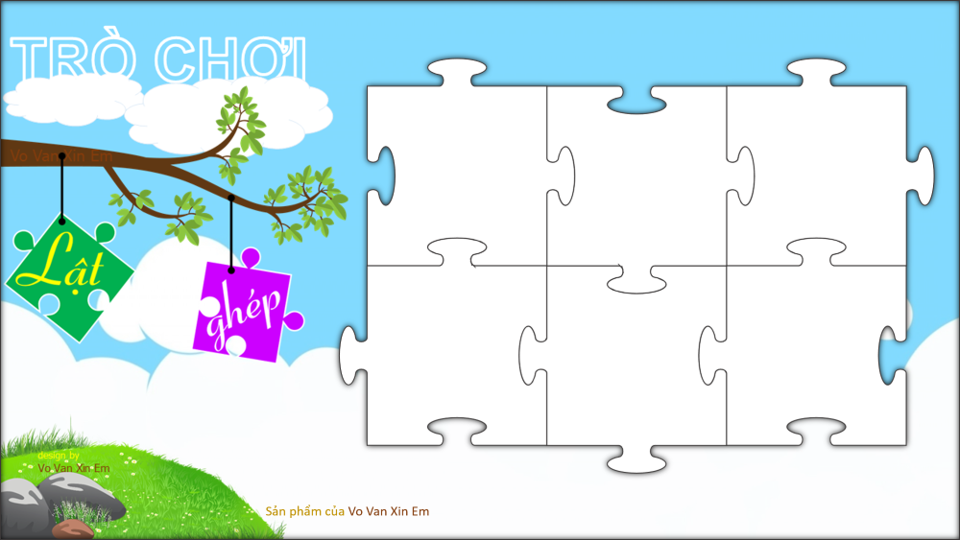 TRÒ CHƠI
Vo Van Xin Em
Lật
ghép
design by
Vo Van Xin Em
Sản phẩm của Vo Van Xin Em